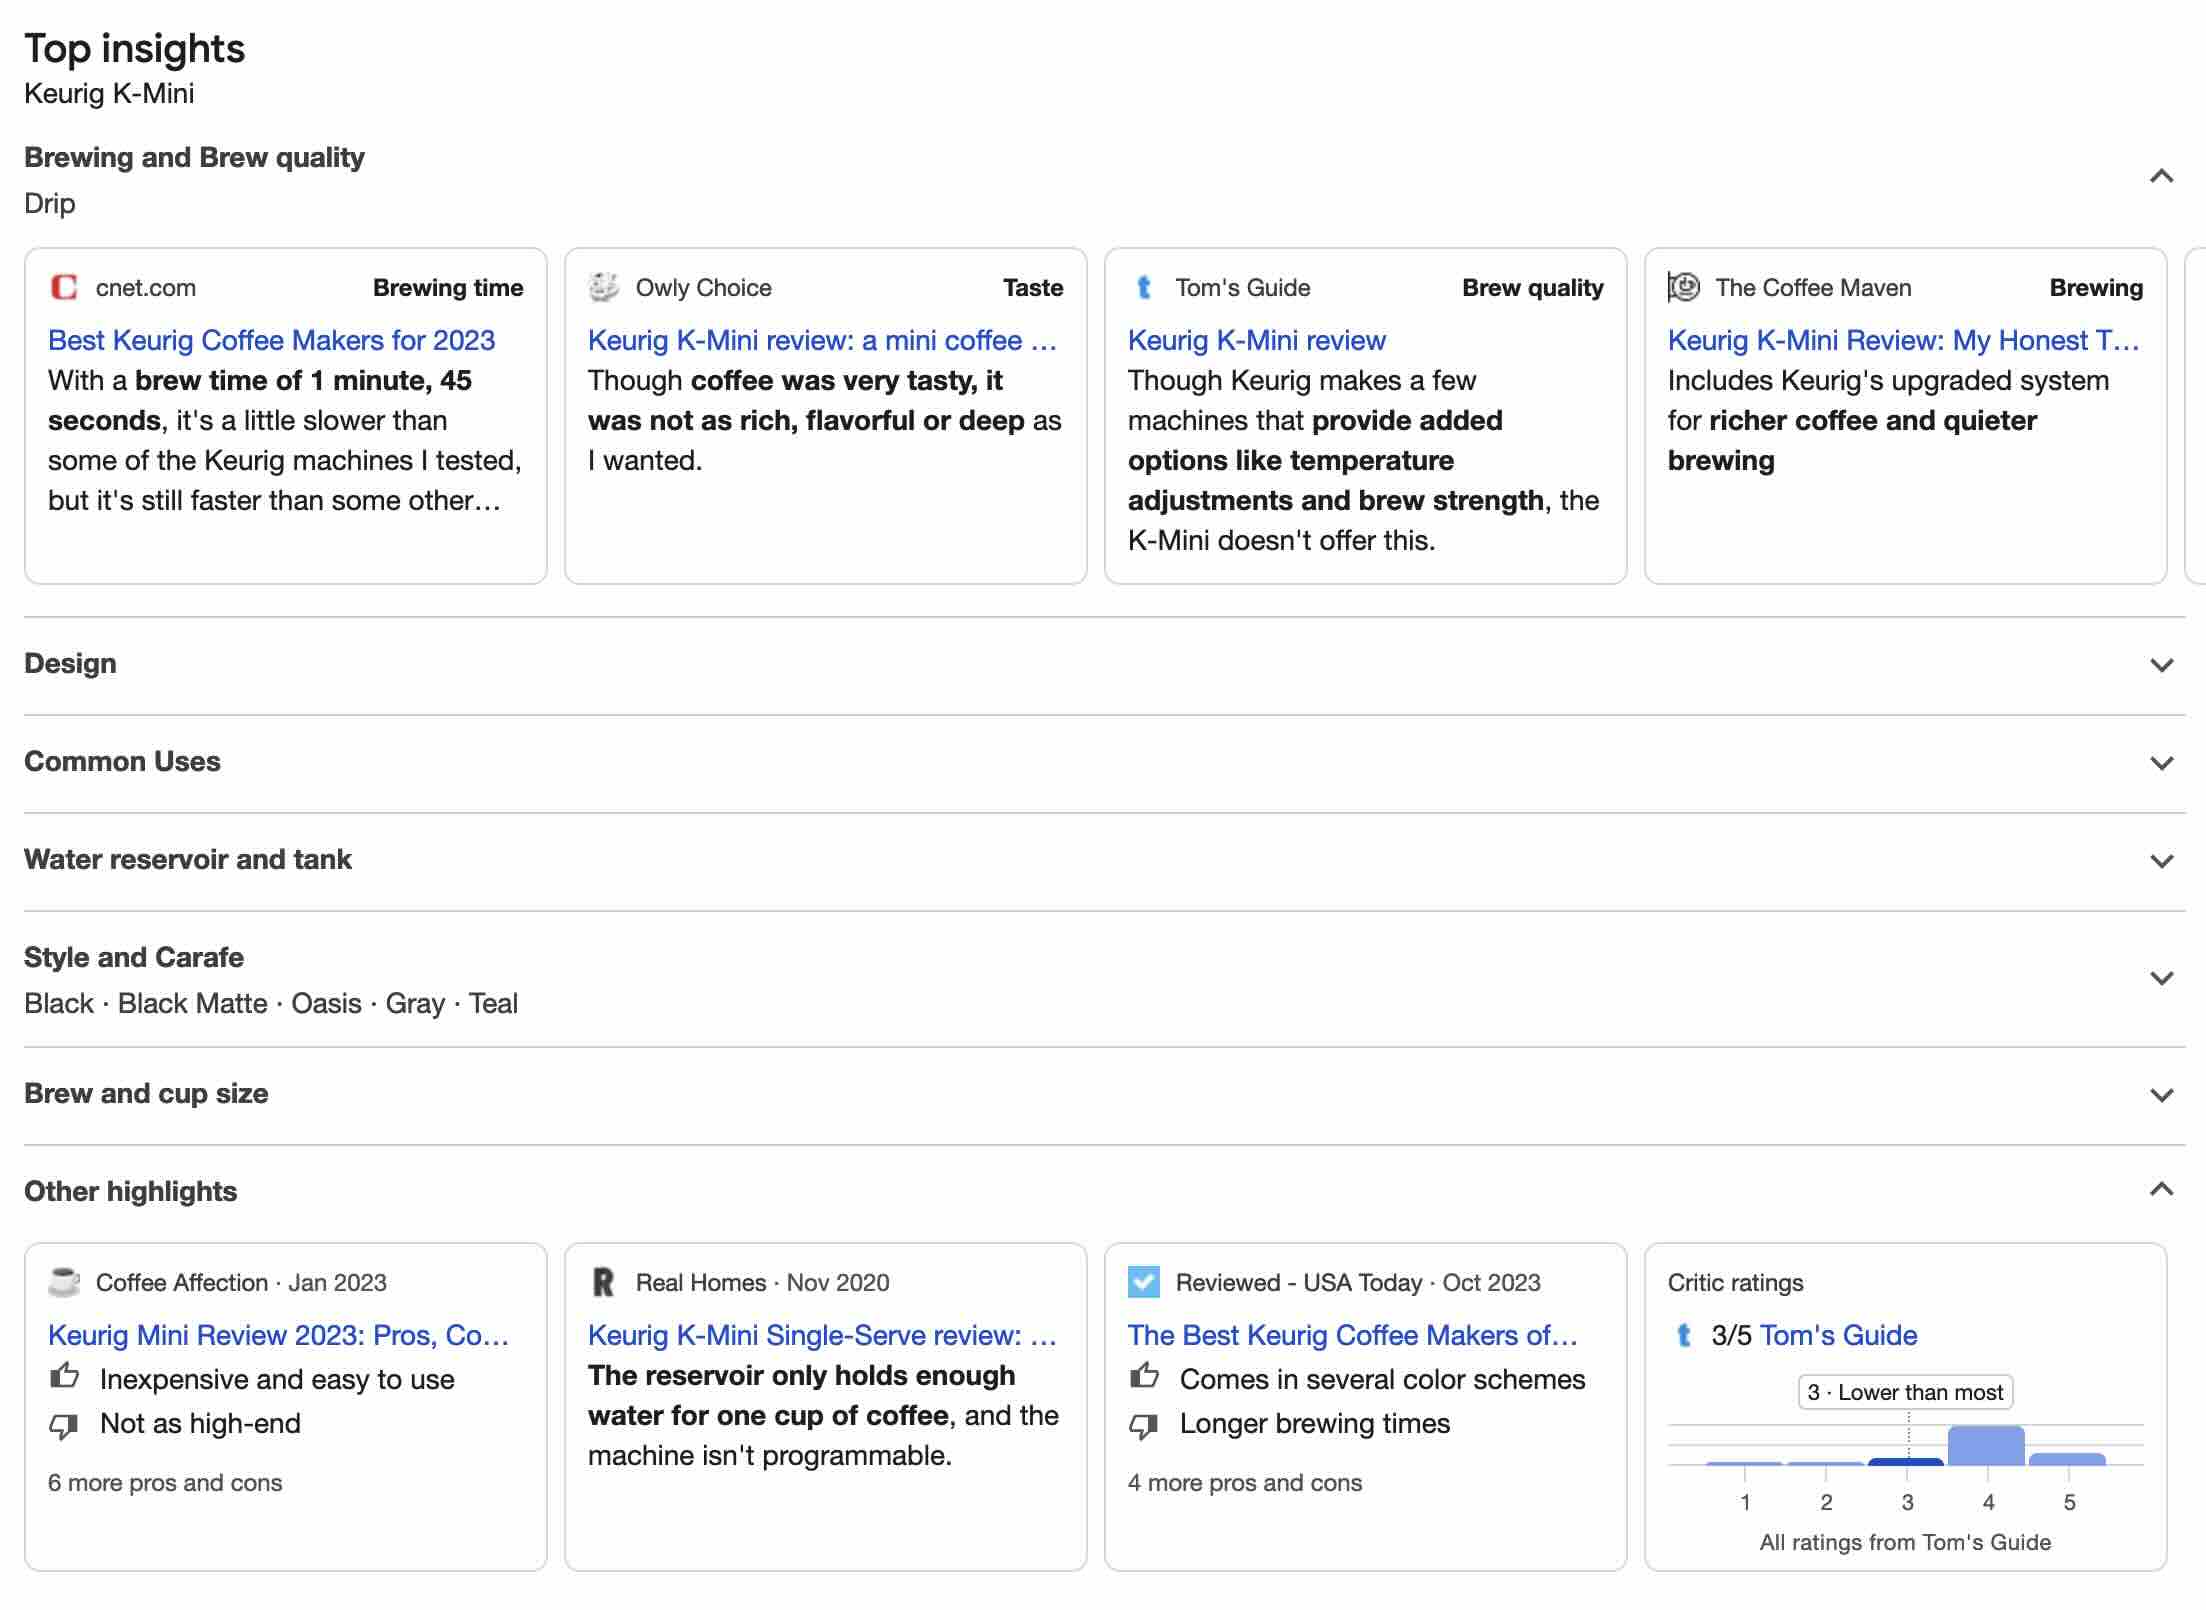 Top insights
Keurig K-Mini
Brewing and Brew quality
Drip
cnet.com
Brewing time
Best Keurig Coffee Makers for 2023
With a brew time of 1 minute, 45
seconds, it's a little slower than
some of the Keurig machines I tested,
but it's still faster than some other...
Owly Choice
Taste
Keurig K-Mini review: a mini coffee ...
Though coffee was very tasty, it
was not as rich, flavorful or deep as
I wanted.
Tom's Guide
Brew quality
Keurig K-Mini review
Though Keurig makes a few
machines that provide added
options like temperature
adjustments and brew strength, the
K-Mini doesn't offer this.
The Coffee Maven
Brewing
Keurig K-Mini Review: My Honest T...
Includes Keurig's upgraded system
for richer coffee and quieter
brewing
Design
Common Uses
Water reservoir and tank
Style and Carafe
Black · Black Matte · Oasis · Gray · Teal
Brew and cup size
Other highlights
Coffee Affection · Jan 2023
Keurig Mini Review 2023: Pros, Co...
Inexpensive and easy to use
Not as high-end
6 more pros and cons
Real Homes · Nov 2020
Keurig K-Mini Single-Serve review: ...
The reservoir only holds enough
water for one cup of coffee, and the
machine isn't programmable.
Reviewed - USA Today · Oct 2023
The Best Keurig Coffee Makers of...
Comes in several color schemes
Longer brewing times
4 more pros and cons
Critic ratings
3/5 Tom's Guide
3 · Lower than most
1 2 3 4 5
All ratings from Tom's Guide